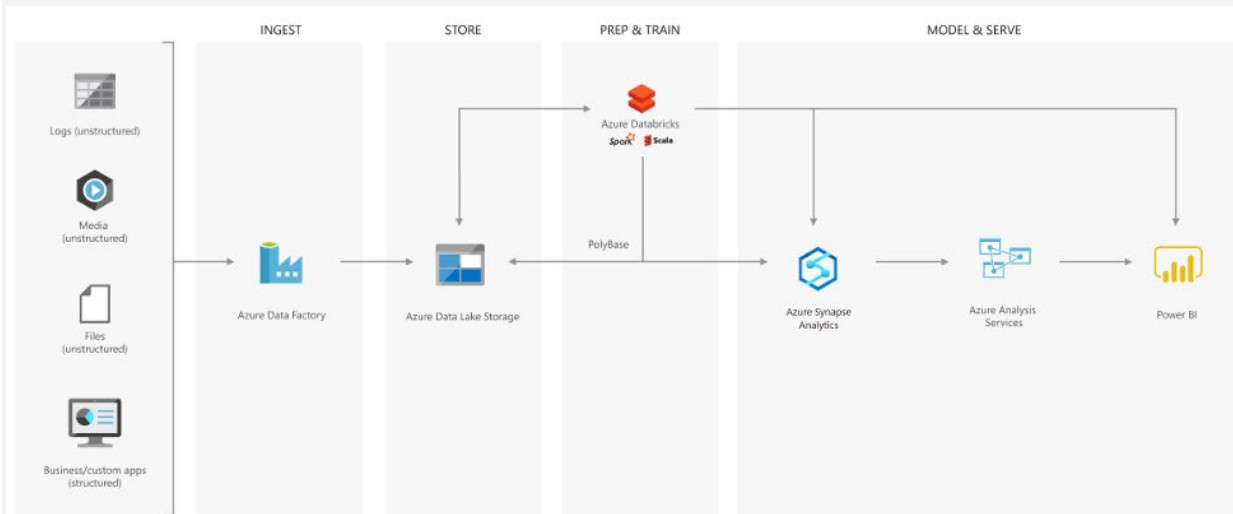 INGEST
STORE
PREP & TRAIN
MODEL & SERVE
Logs (unstructured)
Media
(unstructured)
Files
(unstructured)
Business/custom apps
(structured)
Azure Data Factory
Azure Data Lake Storage
Azure Databricks
Spark Scala
PolyBase
Azure Synapse
Analytics
Azure Analysis
Services
Power BI